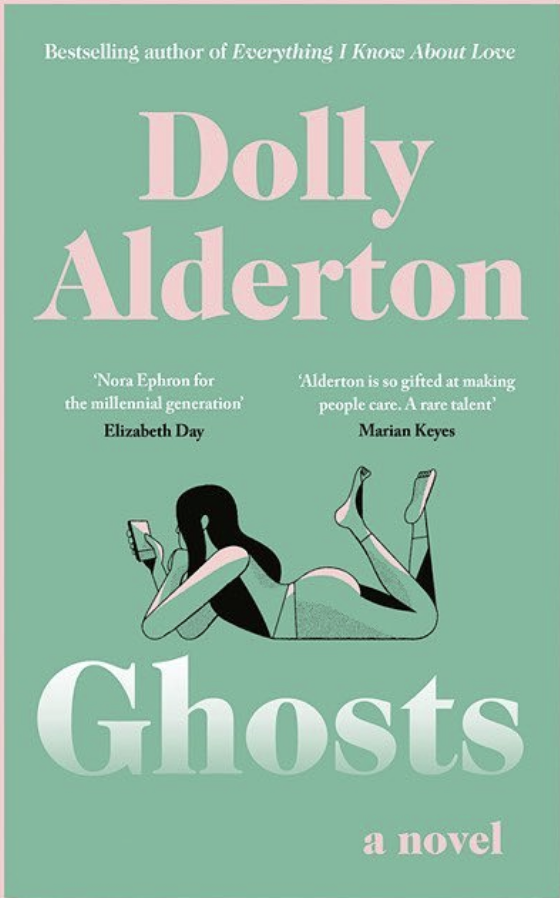 Bestselling author of Everything I Know About Love
Dolly
Alderton
‘Nora Ephron for
the millennial generation’
Elizabeth Day
‘Alderton is so gifted at making
people care. A rare talent’
Marian Keyes
Ghosts
a novel